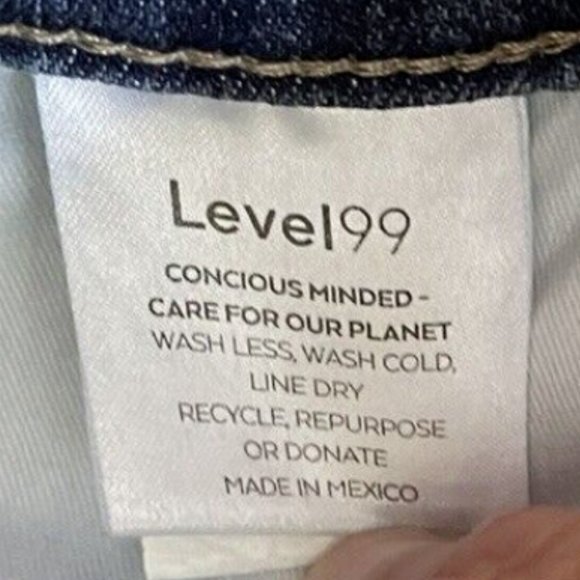 Level99
CONCIOUS MINDED -
CARE FOR OUR PLANET
WASH LESS, WASH COLD,
LINE DRY
RECYCLE, REPURPOSE
OR DONATE
MADE IN MEXICO